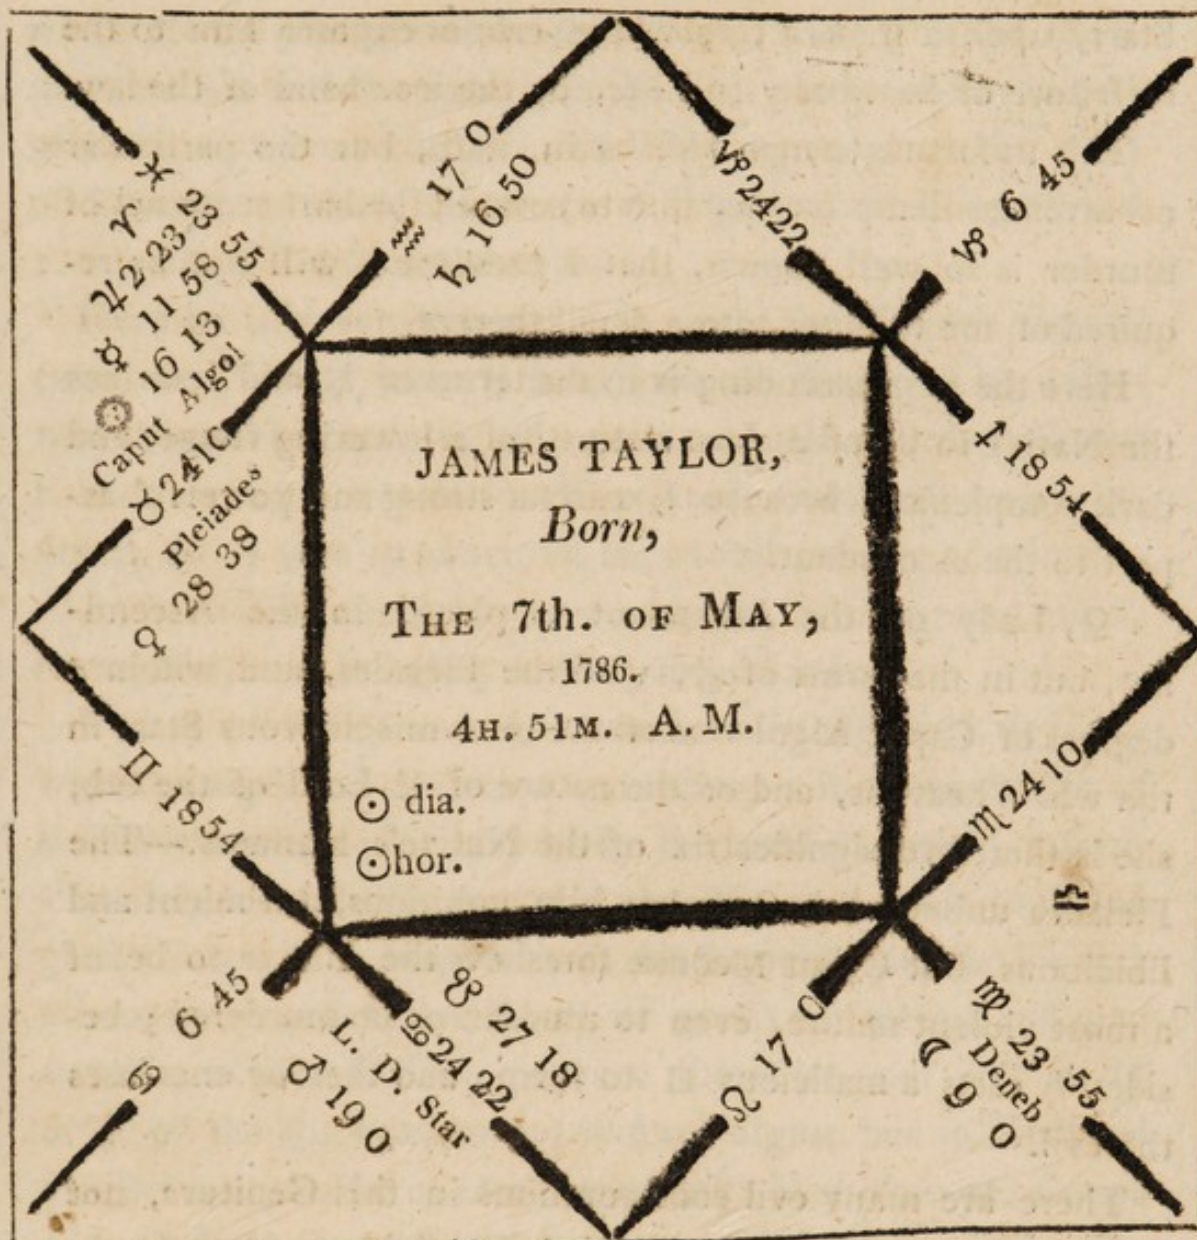 ♓ 23 55
♈
♃ 2 23
☿ 11 58
☉ 16 13
Caput Algol
♉ 24 10
Pleiades
♀ 28 38
♒ 17 0
♄ 16 50
♑ 24 22
♑ 6 45
♐ 18 54
JAMES TAYLOR,
Born,
THE 7th. OF MAY,
1786.
4H. 51M. A. M.
☉ dia.
☉ hor.
♊ 18 54
♋ 6 45
♏ 24 10
♎
☋ 27 18
♋ 24 22
L. D. Star
♂ 19 0
♌ 17 0
♍ 23 55
Deneb
☾ 9 0